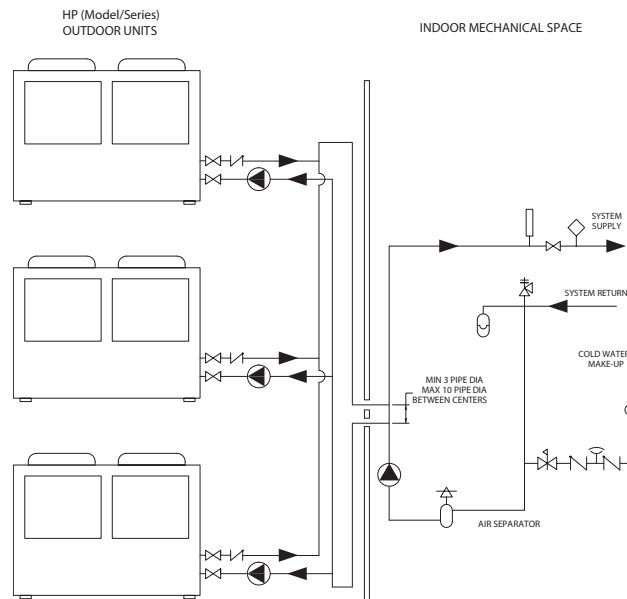 HP (Model/Series)
OUTDOOR UNITS
INDOOR MECHANICAL SPACE
SYSTEM
SUPPLY
SYSTEM RETURN
COLD WATER
MAKE-UP
MIN 3 PIPE DIA
MAX 10 PIPE DIA
BETWEEN CENTERS
AIR SEPARATOR